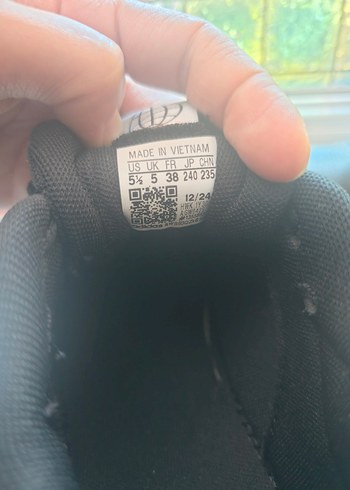 MADE IN VIETNAM
US UK FR JP CHN
5½ 5 38 240 235
12/24